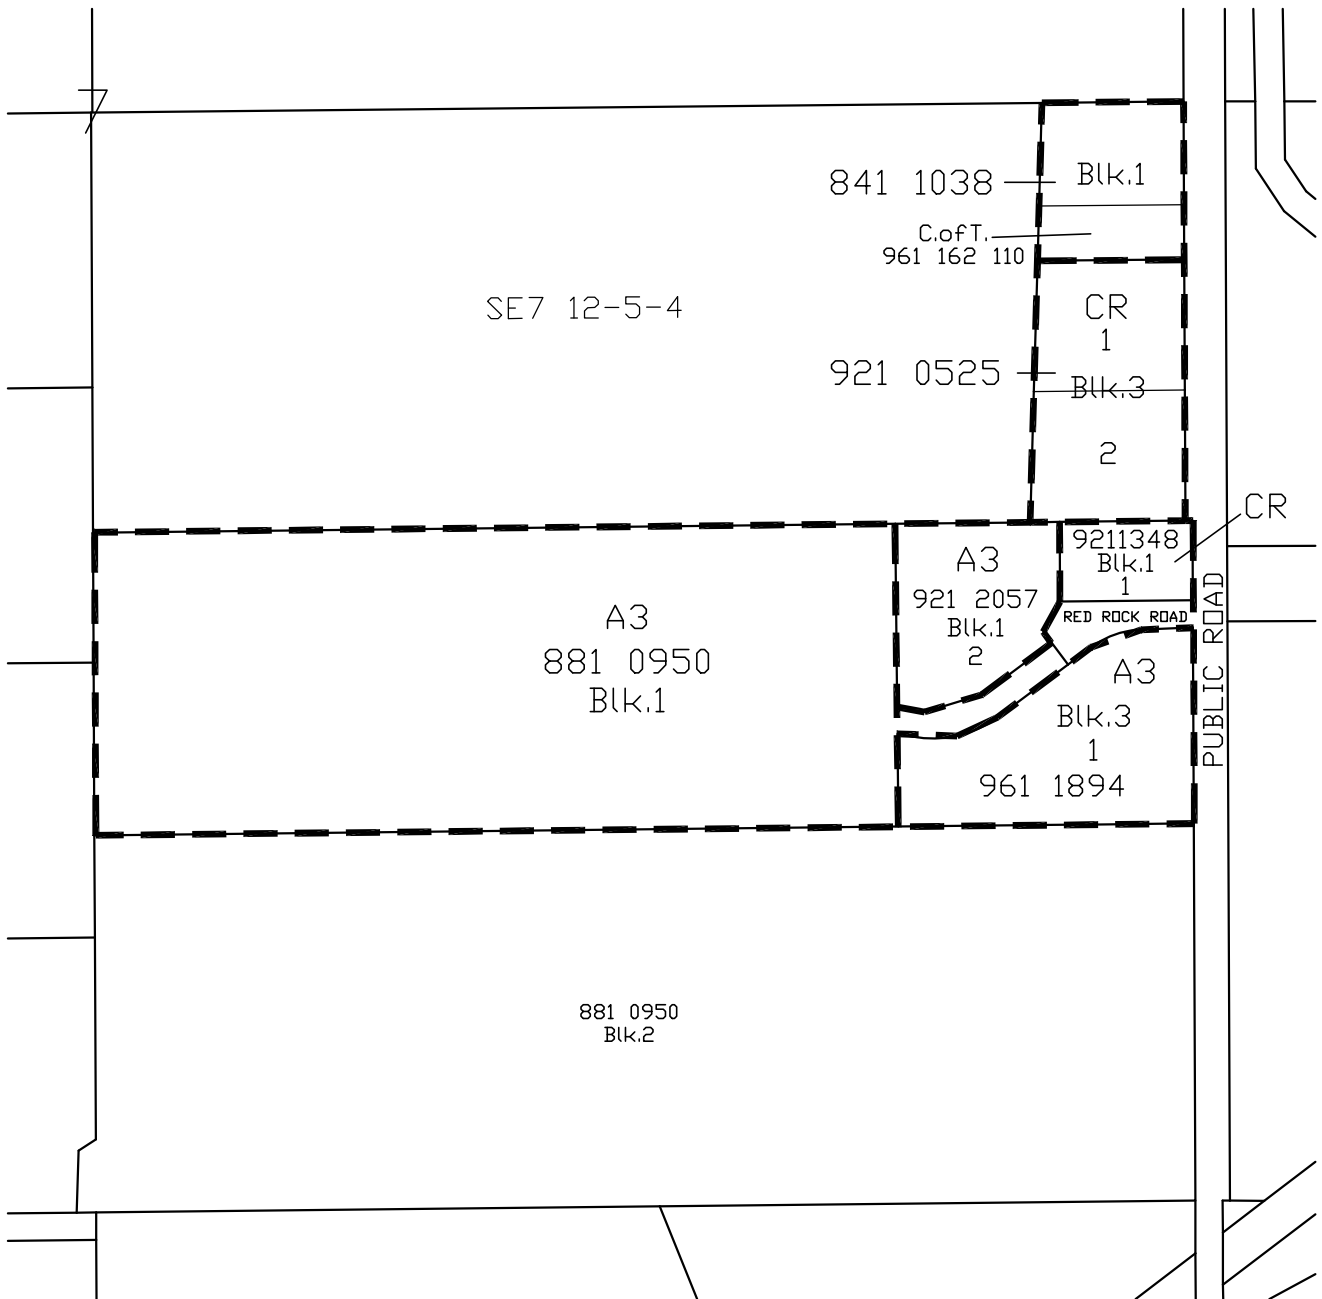 841 1038
Blk.1
C.ofT.
961 162 110
SE7 12-5-4
CR
1
921 0525
Blk.3
2
CR
A3
921 2057
Blk.1
2
9211348
Blk.1
1
RED ROCK ROAD
PUBLIC ROAD
A3
881 0950
Blk.1
A3
Blk.3
1
961 1894
881 0950
Blk.2